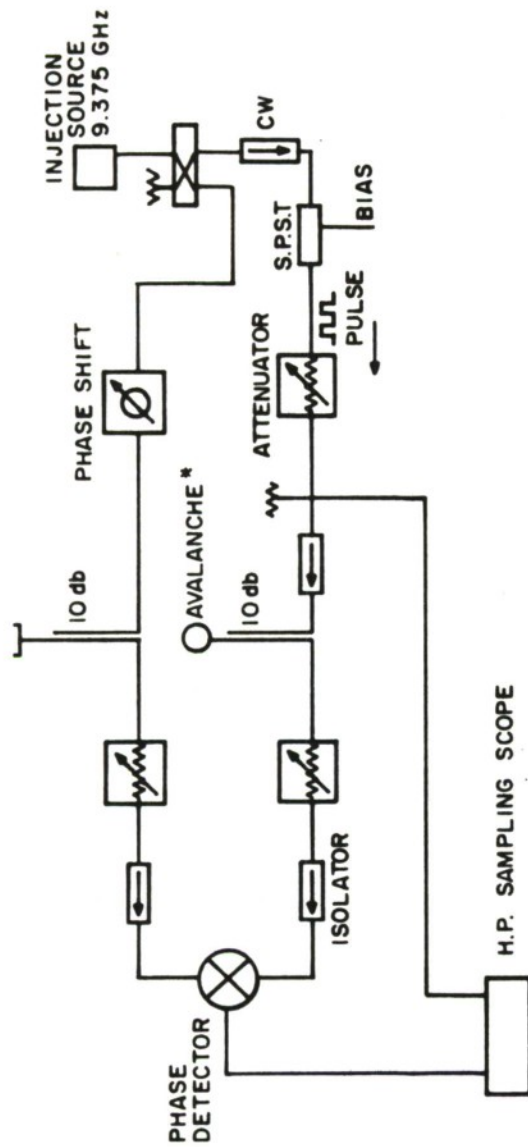 INJECTION
SOURCE
9.375 GHz
PHASE SHIFT
CW
S.P.S.T
BIAS
PULSE
ATTENUATOR
10 db
AVALANCHE*
10 db
ISOLATOR
PHASE
DETECTOR
H.P. SAMPLING SCOPE